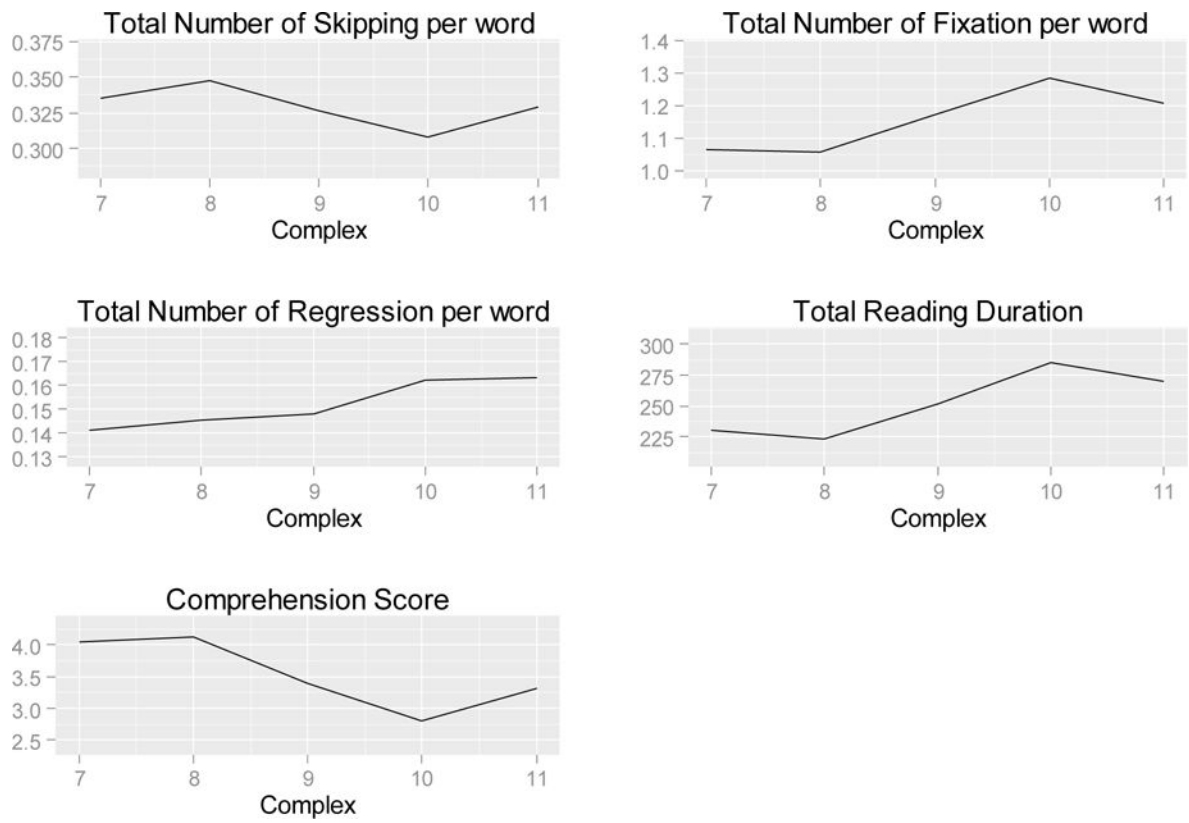 Total Number of Skipping per word
0.375
0.350
0.325
0.300
7 8 9 10 11
Complex
Total Number of Fixation per word
1.4
1.3
1.2
1.1
1.0
7 8 9 10 11
Complex
Total Number of Regression per word
0.18
0.17
0.16
0.15
0.14
0.13
7 8 9 10 11
Complex
Total Reading Duration
300
275
250
225
7 8 9 10 11
Complex
Comprehension Score
4.0
3.5
3.0
2.5
7 8 9 10 11
Complex